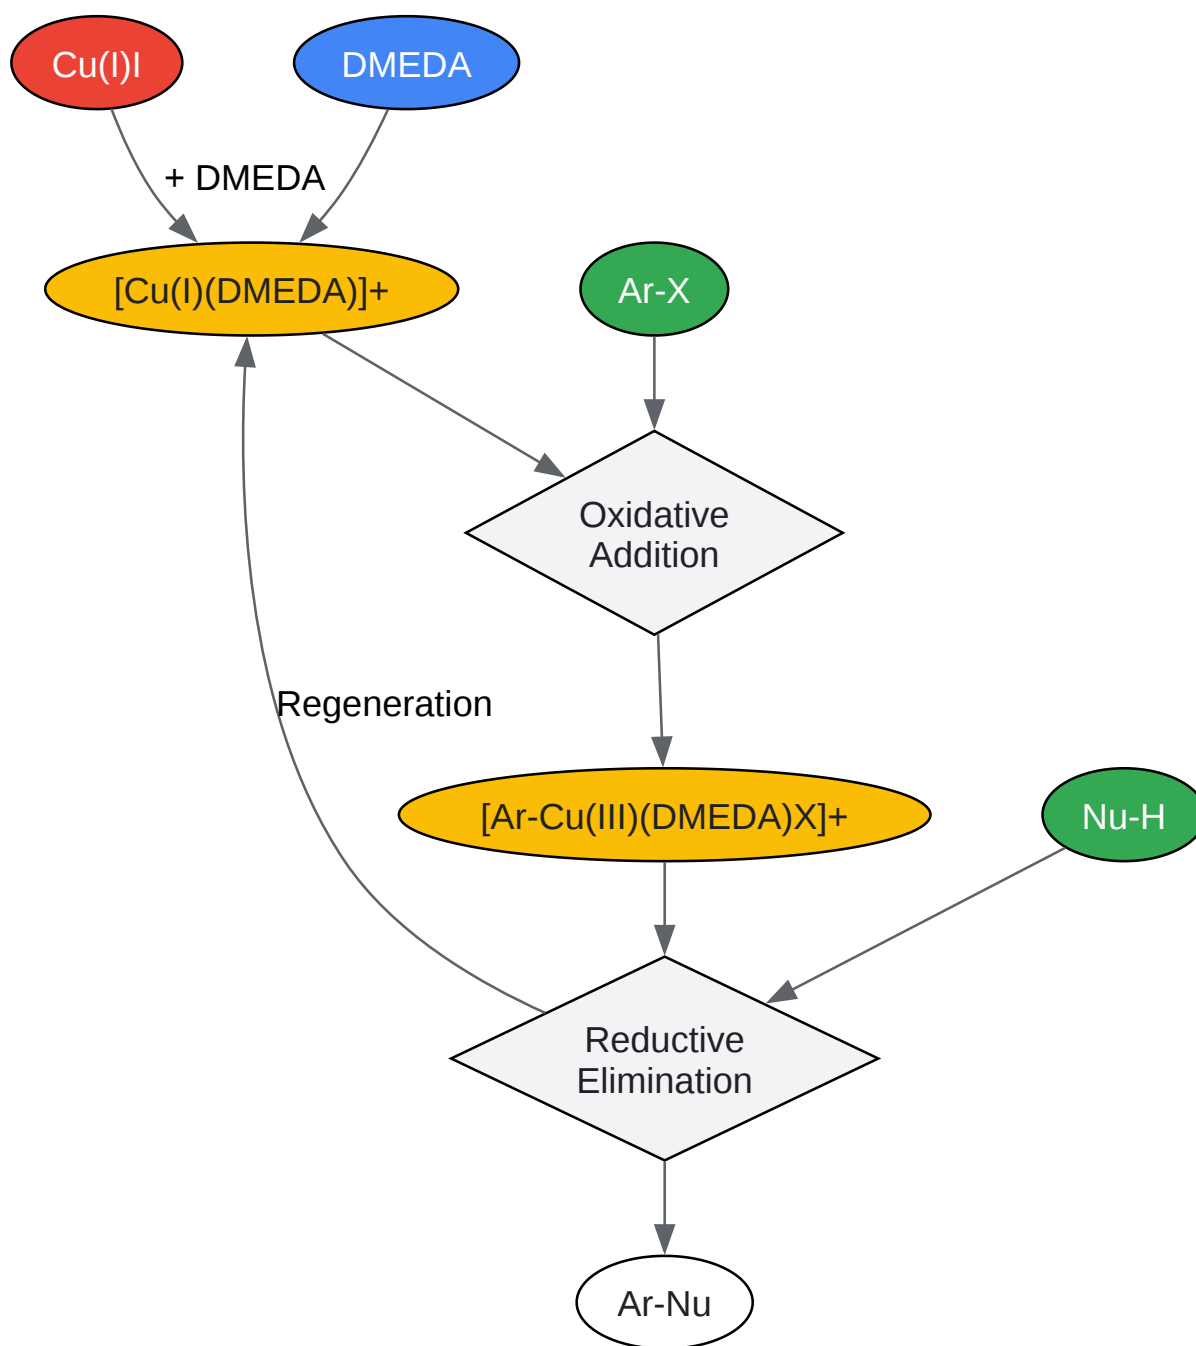 Cu(I)I
DMEDA
+ DMEDA
[Cu(I)(DMEDA)]+
Ar-X
Oxidative
Addition
Regeneration
[Ar-Cu(III)(DMEDA)X]+
Nu-H
Reductive
Elimination
Ar-Nu